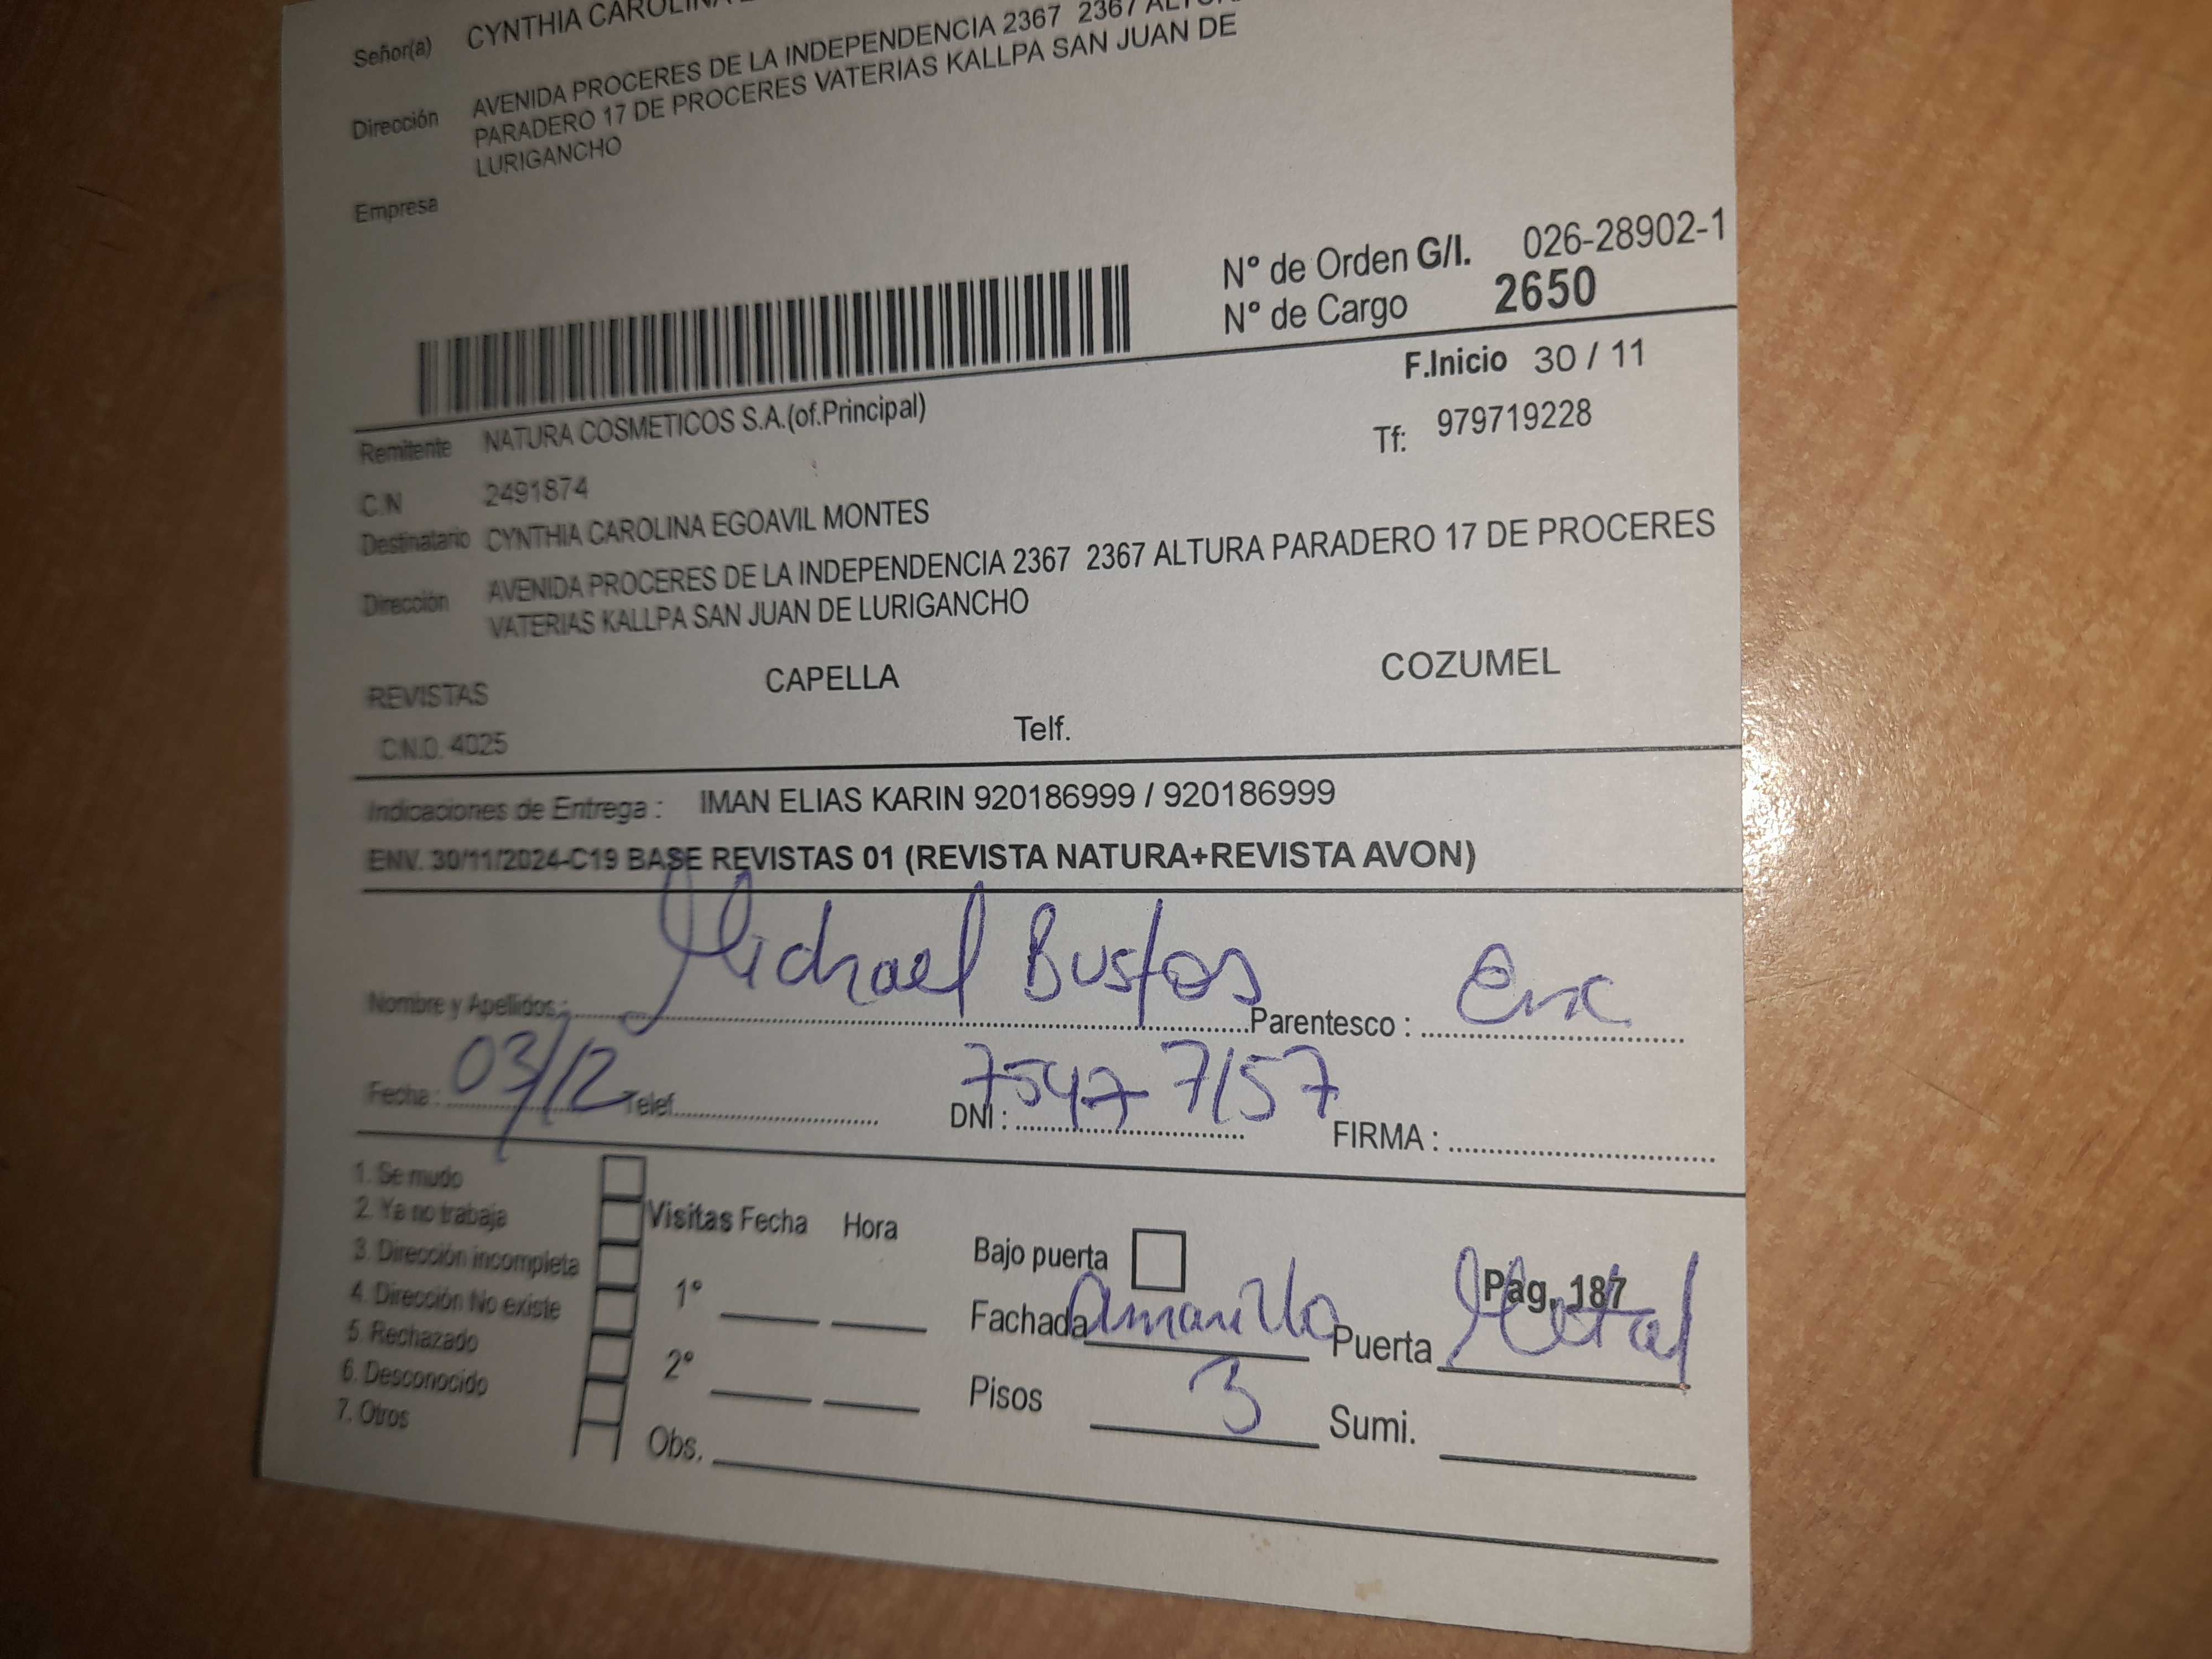 Señor(a) CYNTHIA CAROLINA
Dirección AVENIDA PROCERES DE LA INDEPENDENCIA 2367 2367
PARADERO 17 DE PROCERES VATERIAS KALLPA SAN JUAN DE
LURIGANCHO
Empresa
N° de Orden G/I. 026-28902-1
N° de Cargo 2650
F.Inicio 30 / 11
Remitente NATURA COSMETICOS S.A.(of.Principal)
Tf: 979719228
C.N 2491874
Destinatario CYNTHIA CAROLINA EGOAVIL MONTES
Dirección AVENIDA PROCERES DE LA INDEPENDENCIA 2367 2367 ALTURA PARADERO 17 DE PROCERES
VATERIAS KALLPA SAN JUAN DE LURIGANCHO
REVISTAS CAPELLA COZUMEL
C.N.O. 4025 Telf.
Indicaciones de Entrega : IMAN ELIAS KARIN 920186999 / 920186999
ENV. 30/11/2024-C19 BASE REVISTAS 01 (REVISTA NATURA+REVISTA AVON)
Nombre y Apellidos : Michael Bustos Parentesco : Enc
Fecha : 03/12 Telef. DNI : 75477157 FIRMA :
1. Se mudo
2. Ya no trabaja
3. Dirección incompleta
4. Dirección No existe
5. Rechazado
6. Desconocido
7. Otros
Visitas Fecha Hora
1°
2°
Obs.
Bajo puerta
Pag. 187
Fachada Amarillo Puerta Metal
Pisos 3 Sumi.